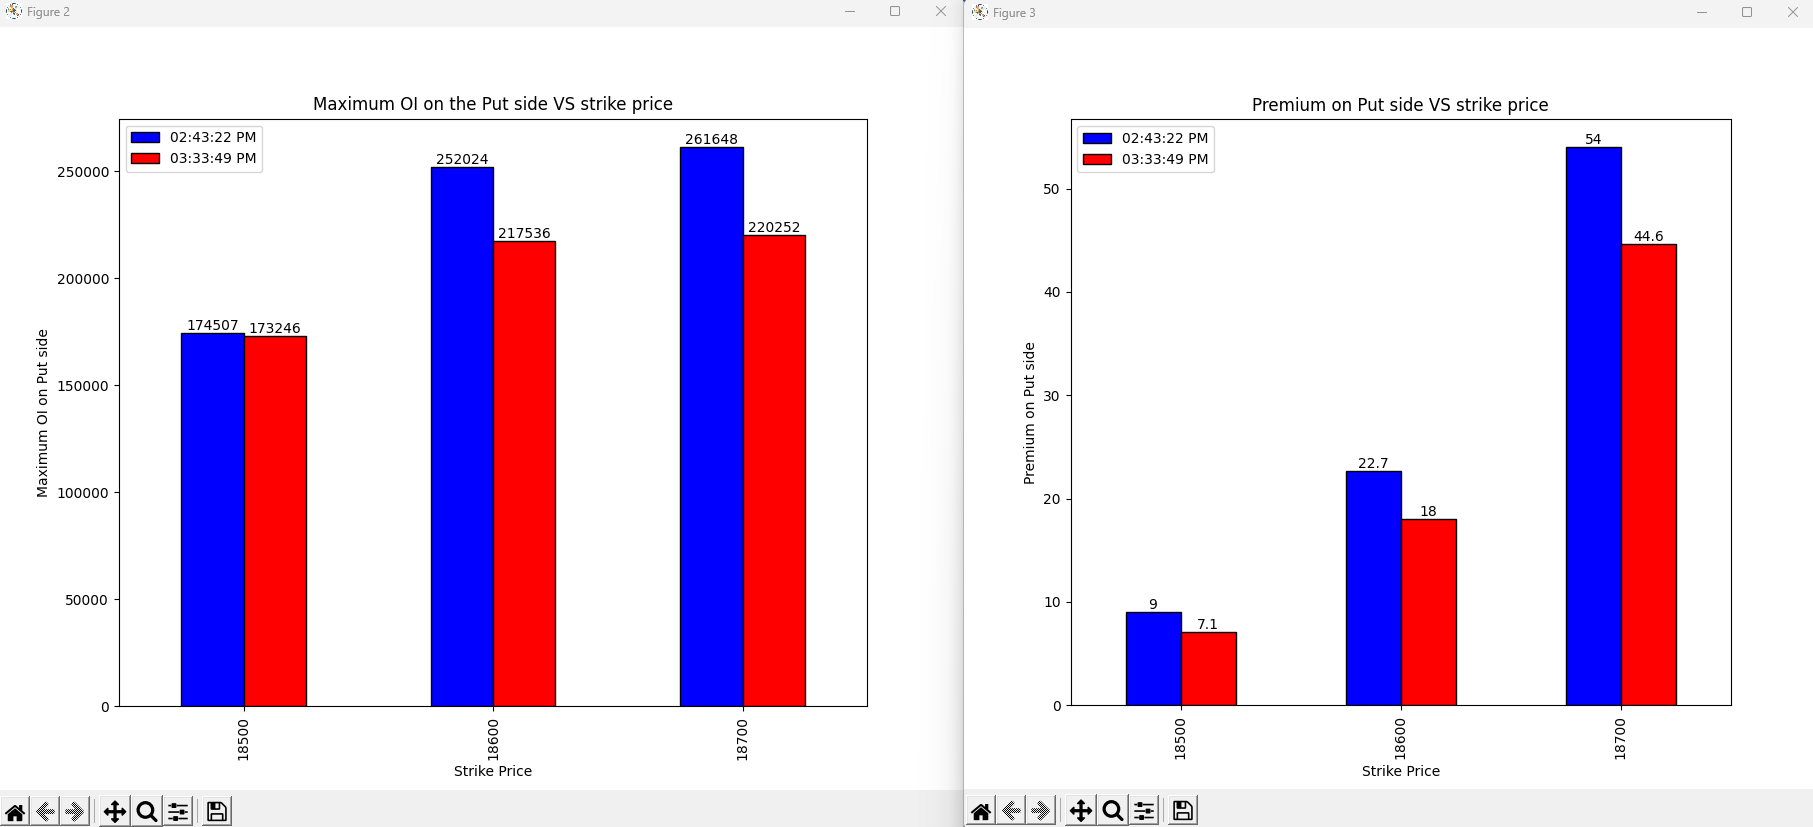 Figure 2
Maximum OI on the Put side VS strike price
02:43:22 PM
03:33:49 PM
Maximum OI on Put side
250000
200000
150000
100000
50000
0
174507
173246
252024
217536
261648
220252
18500
18600
18700
Strike Price
Figure 3
Premium on Put side VS strike price
02:43:22 PM
03:33:49 PM
Premium on Put side
50
40
30
20
10
0
9
7.1
22.7
18
54
44.6
18500
18600
18700
Strike Price